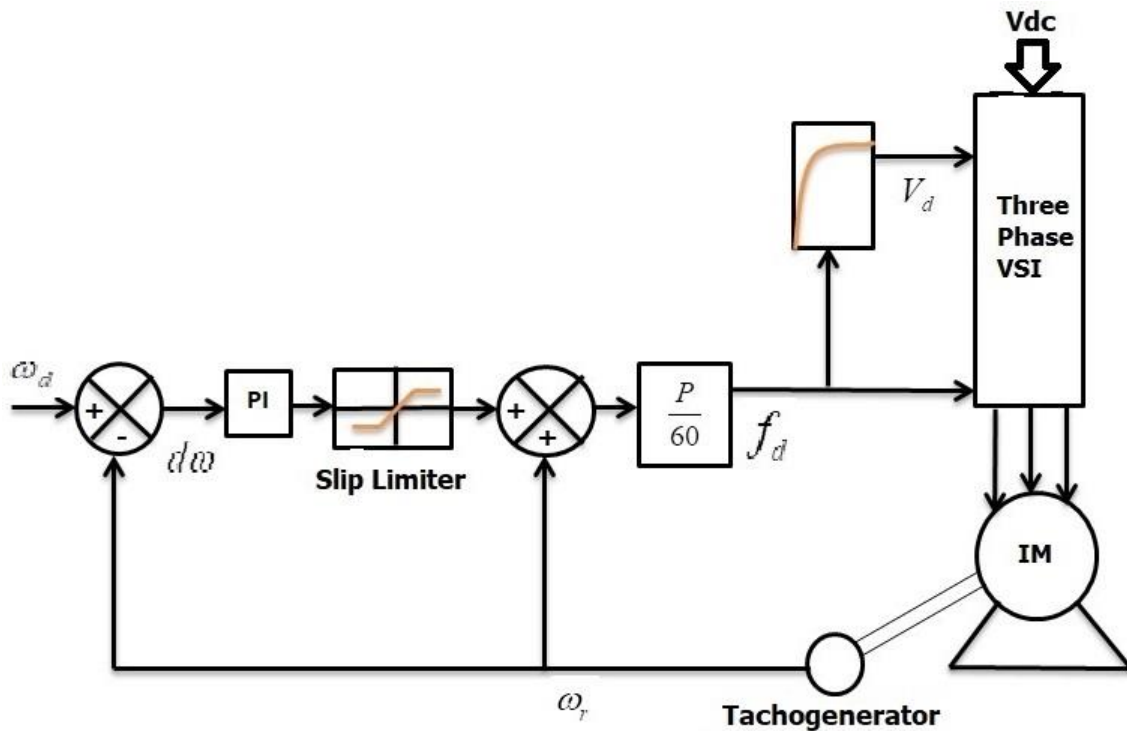 Vdc
V_d
Three
Phase
VSI
ω_d
+
-
dω
PI
Slip Limiter
+
+
P
60
f_d
IM
ω_r
Tachogenerator